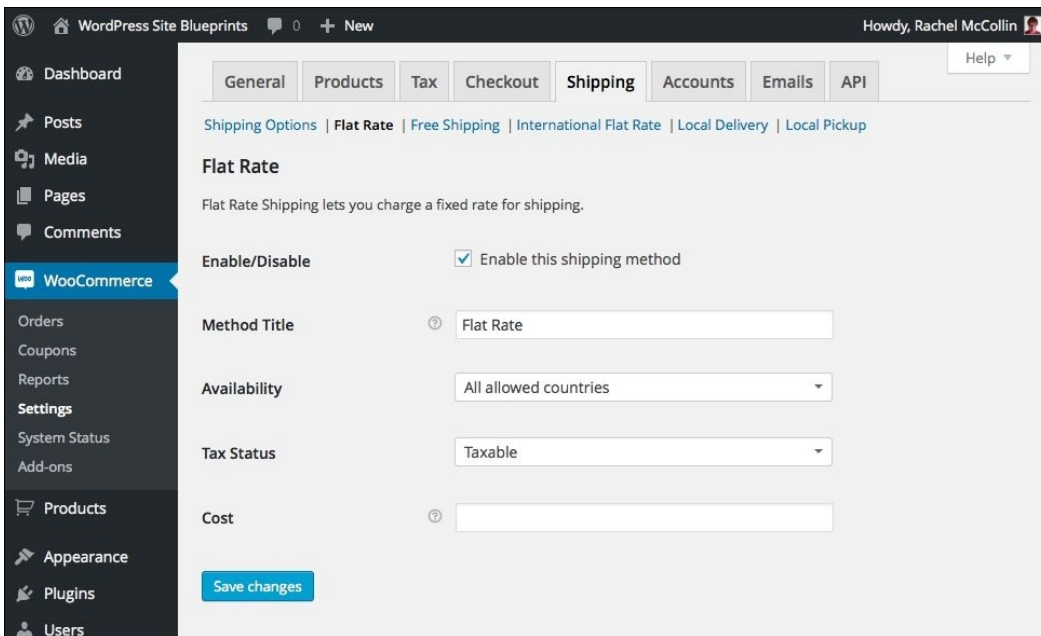 WordPress Site Blueprints 0 + New Howdy, Rachel McCollin
Help
Dashboard
Posts
Media
Pages
Comments
WOO WooCommerce
Orders
Coupons
Reports
Settings
System Status
Add-ons
Products
Appearance
Plugins
Users
General Products Tax Checkout Shipping Accounts Emails API
Shipping Options | Flat Rate | Free Shipping | International Flat Rate | Local Delivery | Local Pickup
Flat Rate
Flat Rate Shipping lets you charge a fixed rate for shipping.
Enable/Disable Enable this shipping method
Method Title ? Flat Rate
Availability All allowed countries
Tax Status Taxable
Cost ?
Save changes